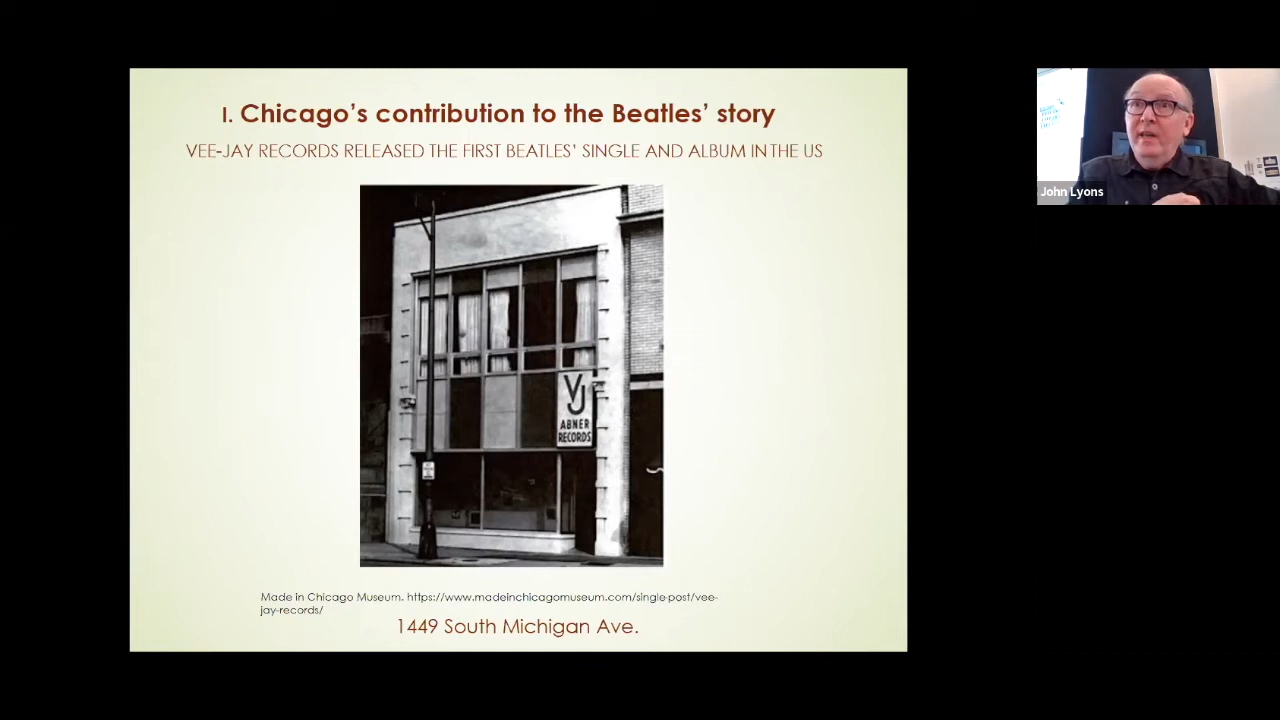 I. Chicago’s contribution to the Beatles’ story
VEE-JAY RECORDS RELEASED THE FIRST BEATLES’ SINGLE AND ALBUM IN THE US
VJ
ABNER
RECORDS
Made in Chicago Museum. https://www.madeinchicagomuseum.com/single-post/vee-
jay-records/
1449 South Michigan Ave.
John Lyons